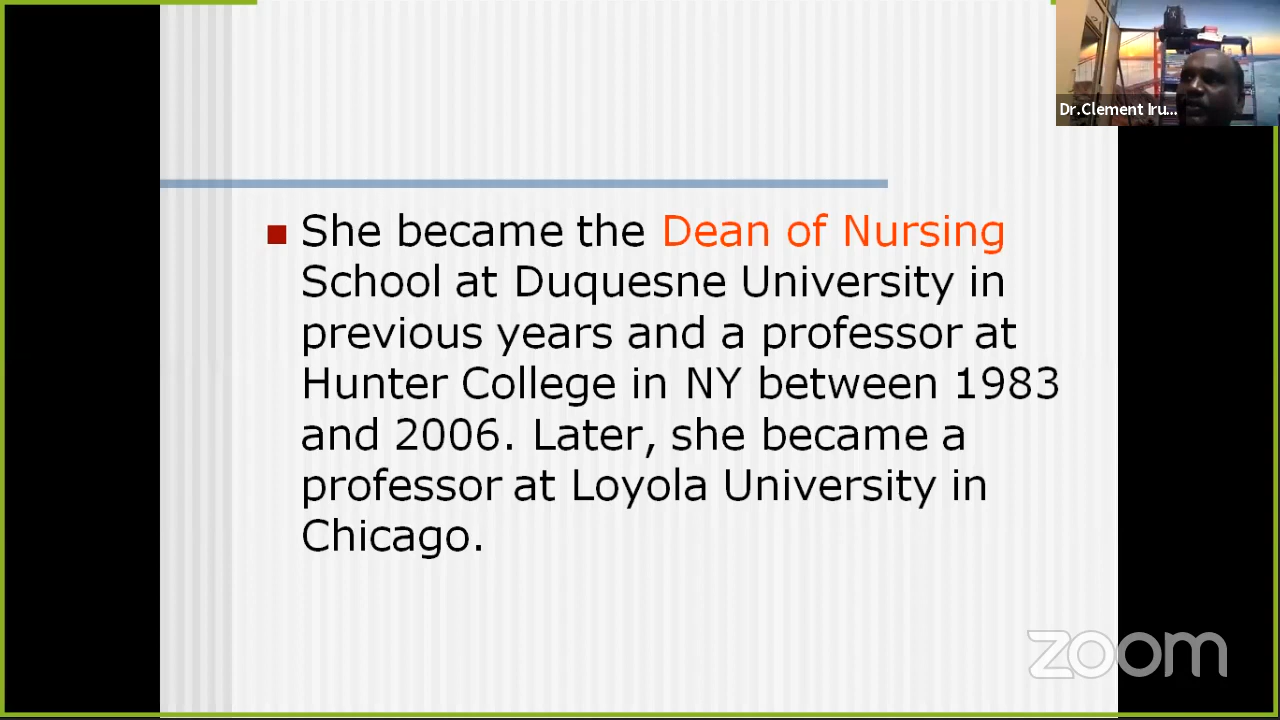 Dr.Clement Iru...
She became the Dean of Nursing
School at Duquesne University in
previous years and a professor at
Hunter College in NY between 1983
and 2006. Later, she became a
professor at Loyola University in
Chicago.
zoom